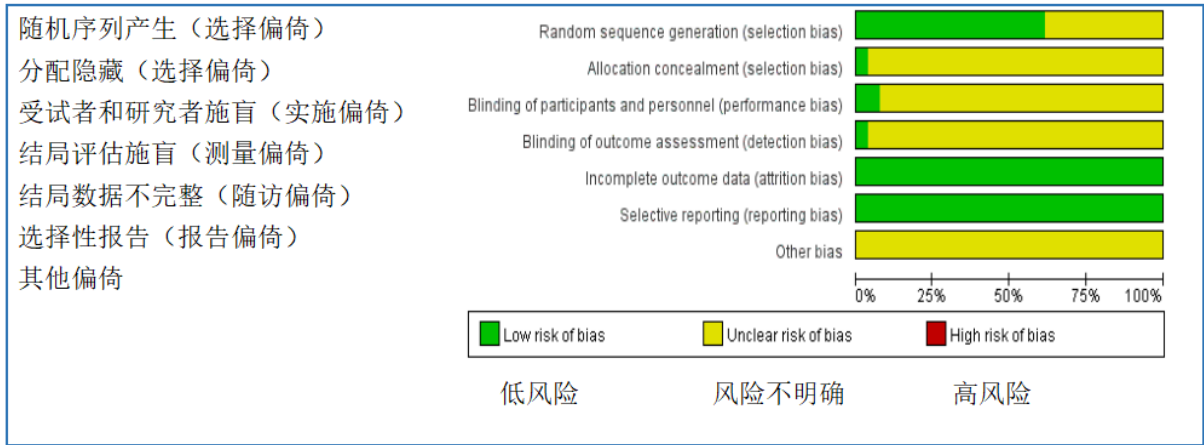 随机序列产生（选择偏倚）
分配隐藏（选择偏倚）
受试者和研究者施盲（实施偏倚）
结局评估施盲（测量偏倚）
结局数据不完整（随访偏倚）
选择性报告（报告偏倚）
其他偏倚
Random sequence generation (selection bias)
Allocation concealment (selection bias)
Blinding of participants and personnel (performance bias)
Blinding of outcome assessment (detection bias)
Incomplete outcome data (attrition bias)
Selective reporting (reporting bias)
Other bias
0% 25% 50% 75% 100%
Low risk of bias Unclear risk of bias High risk of bias
低风险 风险不明确 高风险